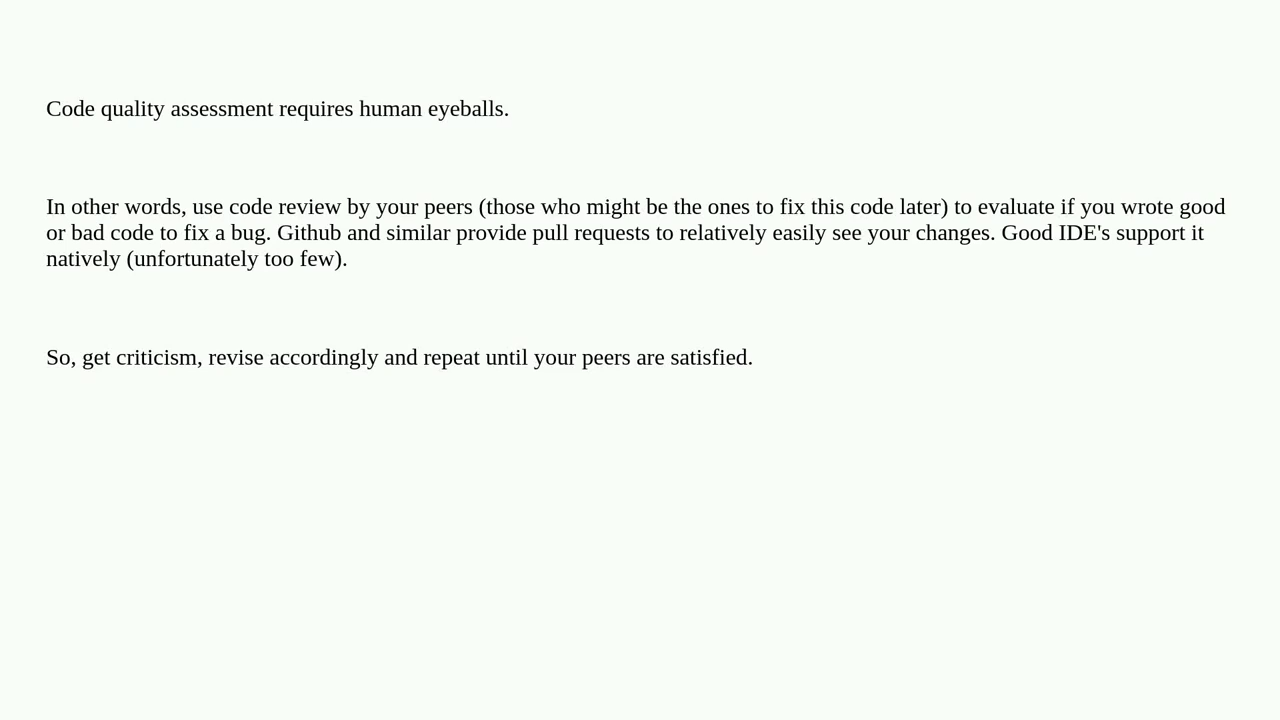 Code quality assessment requires human eyeballs.
In other words, use code review by your peers (those who might be the ones to fix this code later) to evaluate if you wrote good
or bad code to fix a bug. Github and similar provide pull requests to relatively easily see your changes. Good IDE's support it
natively (unfortunately too few).
So, get criticism, revise accordingly and repeat until your peers are satisfied.